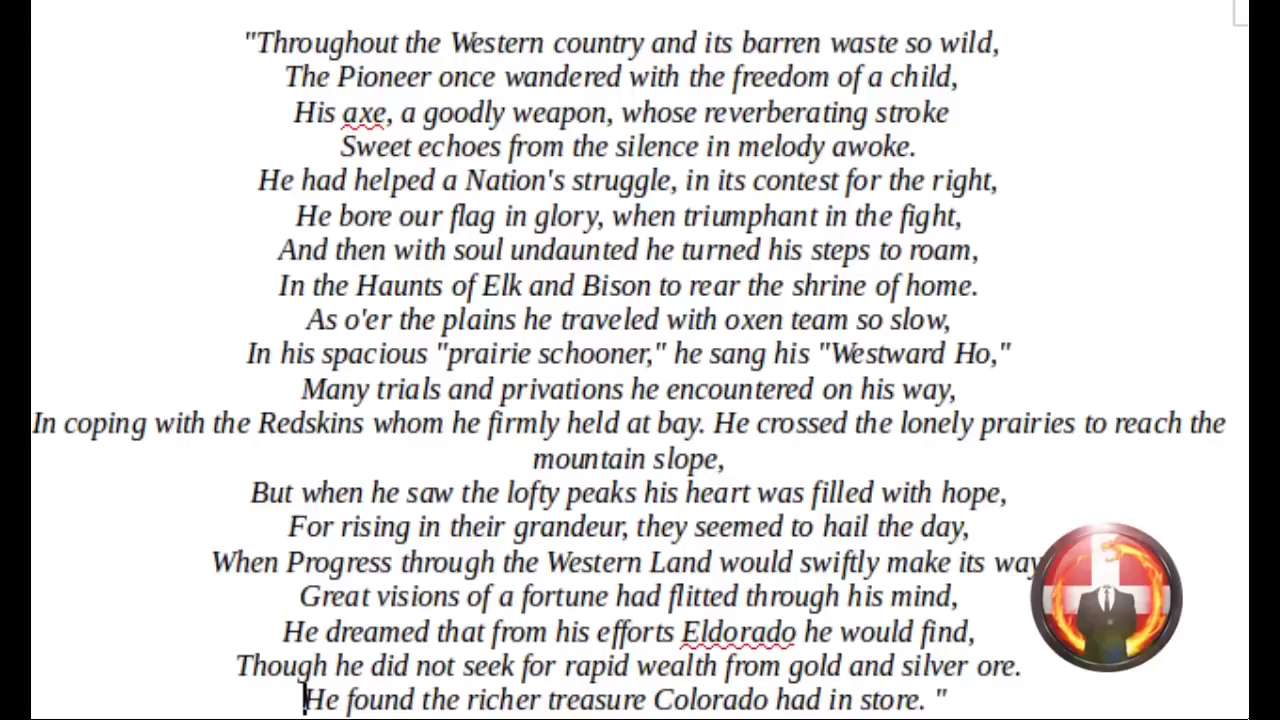 "Throughout the Western country and its barren waste so wild,
The Pioneer once wandered with the freedom of a child,
His axe, a goodly weapon, whose reverberating stroke
Sweet echoes from the silence in melody awoke.
He had helped a Nation's struggle, in its contest for the right,
He bore our flag in glory, when triumphant in the fight,
And then with soul undaunted he turned his steps to roam,
In the Haunts of Elk and Bison to rear the shrine of home.
As o'er the plains he traveled with oxen team so slow,
In his spacious "prairie schooner," he sang his "Westward Ho,"
Many trials and privations he encountered on his way,
In coping with the Redskins whom he firmly held at bay. He crossed the lonely prairies to reach the
mountain slope,
But when he saw the lofty peaks his heart was filled with hope,
For rising in their grandeur, they seemed to hail the day,
When Progress through the Western Land would swiftly make its way
Great visions of a fortune had flitted through his mind,
He dreamed that from his efforts Eldorado he would find,
Though he did not seek for rapid wealth from gold and silver ore.
He found the richer treasure Colorado had in store. "